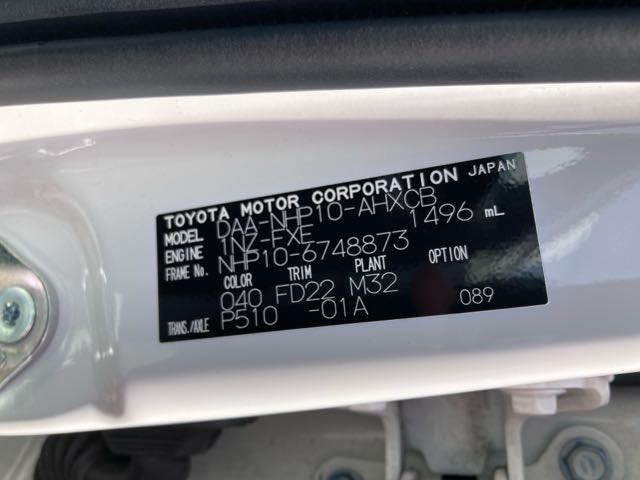 TOYOTA MOTOR CORPORATION JAPAN
MODEL DAA-NHP10-AHXCB
ENGINE 1NZ-FXE 1496 mL
FRAME No. NHP10-6748873
COLOR TRIM PLANT OPTION
040 FD22 M32
TRANS./AXLE P510 -01A 089